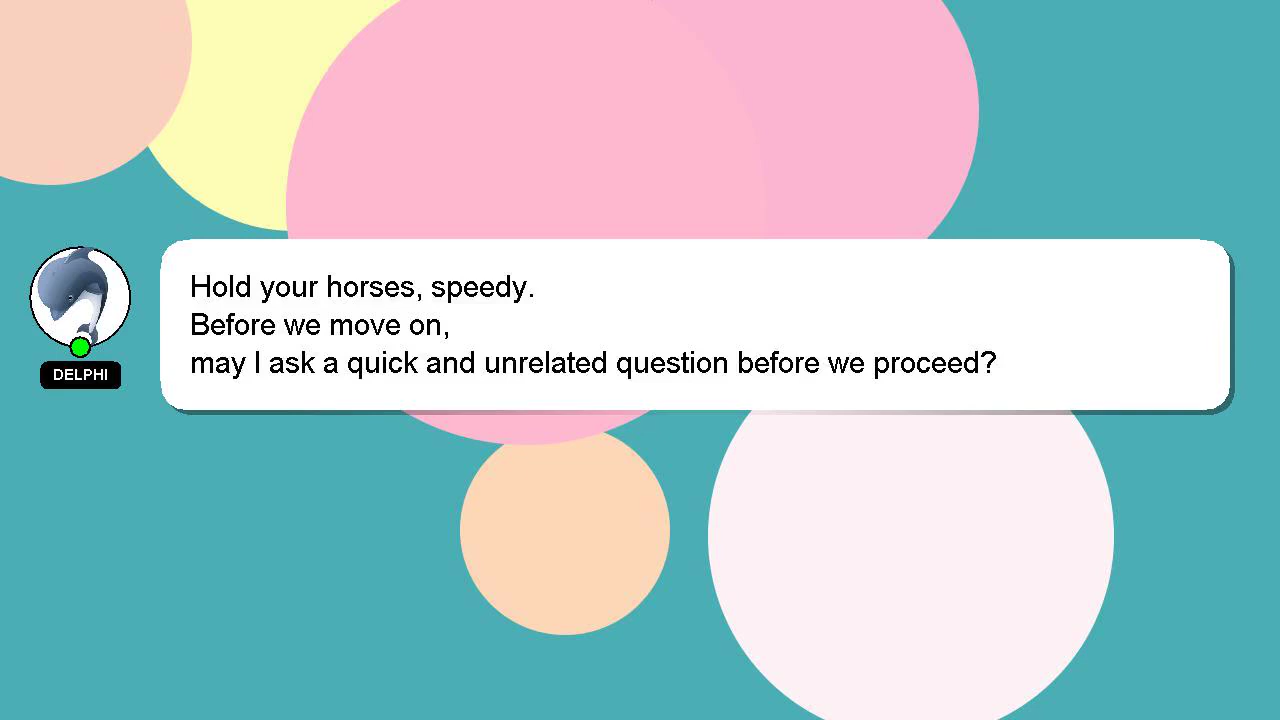 Hold your horses, speedy.
Before we move on,
may I ask a quick and unrelated question before we proceed?
DELPHI